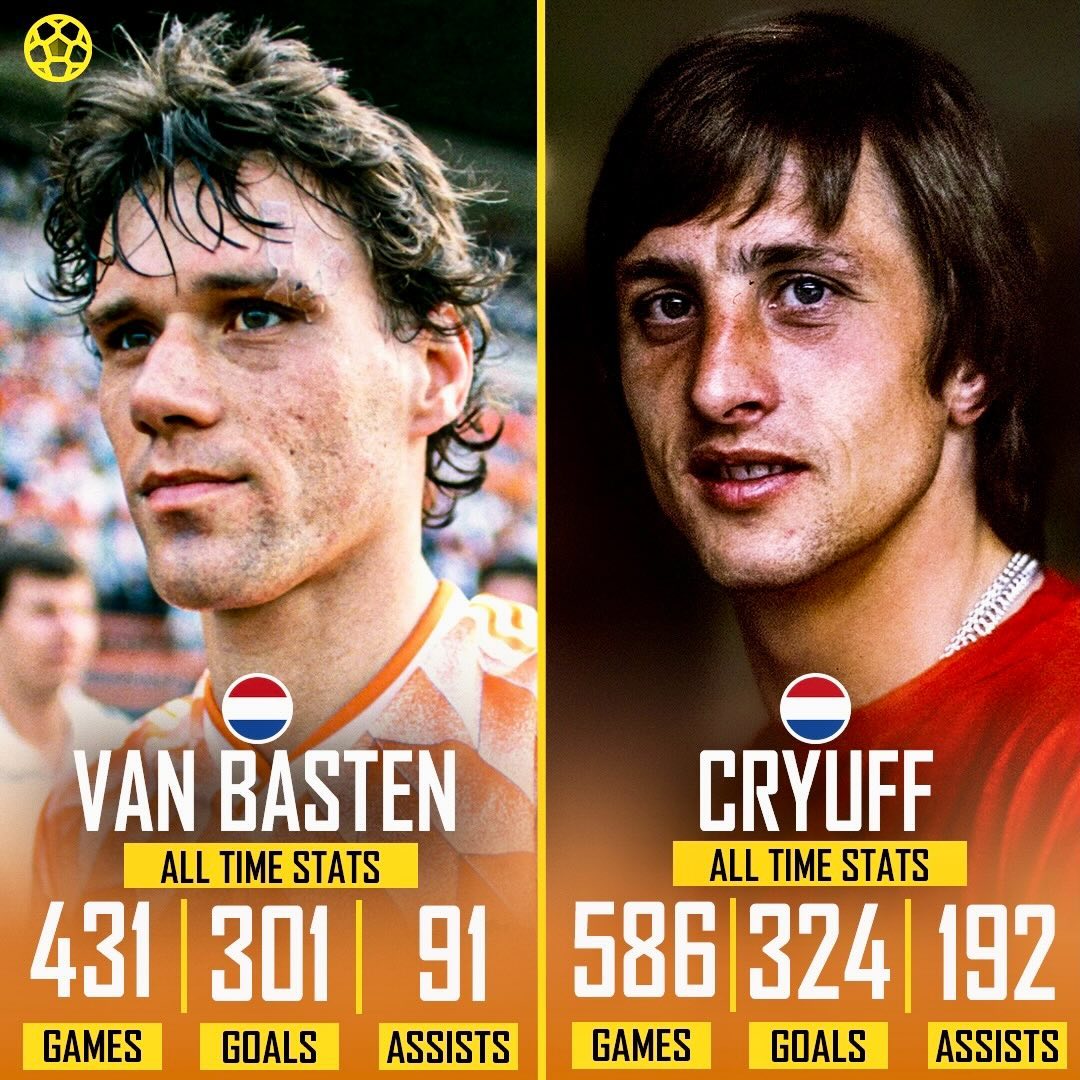 VAN BASTEN
ALL TIME STATS
431 301 91
GAMES GOALS ASSISTS
CRYUFF
ALL TIME STATS
586 324 192
GAMES GOALS ASSISTS